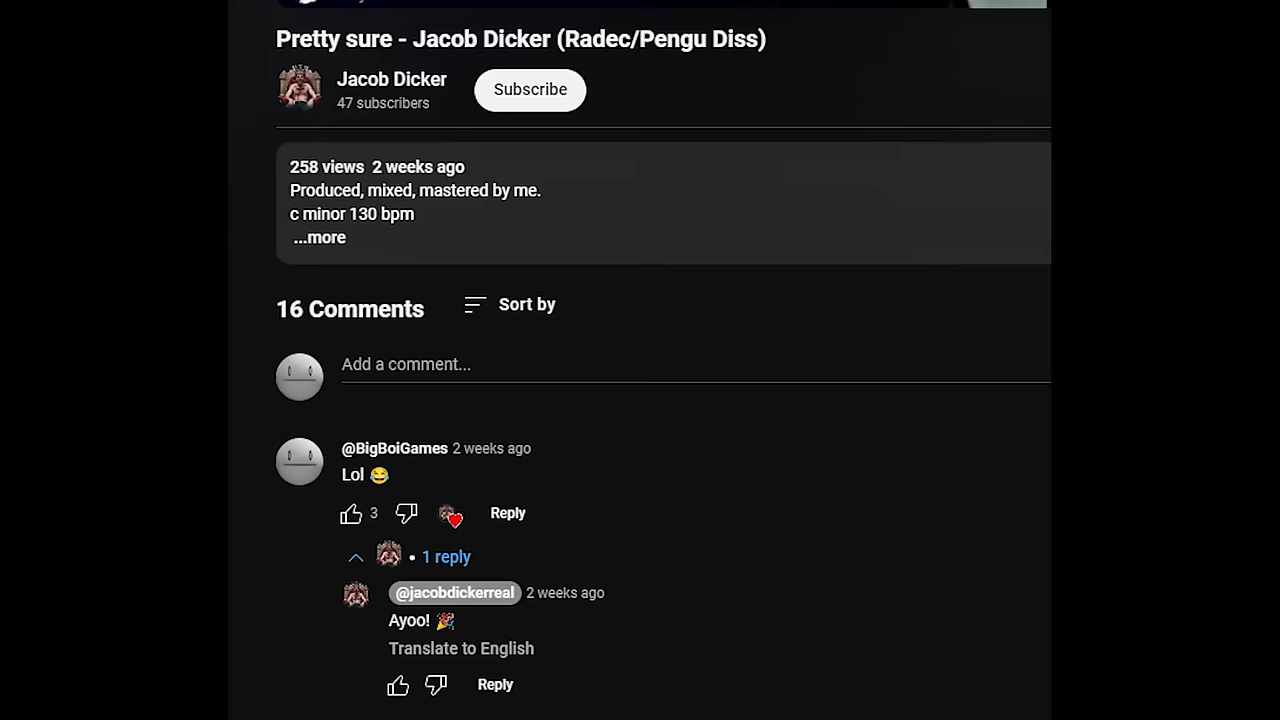 Pretty sure - Jacob Dicker (Radec/Pengu Diss)
Jacob Dicker
47 subscribers
Subscribe
258 views 2 weeks ago
Produced, mixed, mastered by me.
c minor 130 bpm
...more
16 Comments
Sort by
Add a comment...
@BigBoiGames 2 weeks ago
Lol 😂
3
Reply
• 1 reply
@jacobdickerreal 2 weeks ago
Ayoo! 🎉
Translate to English
Reply